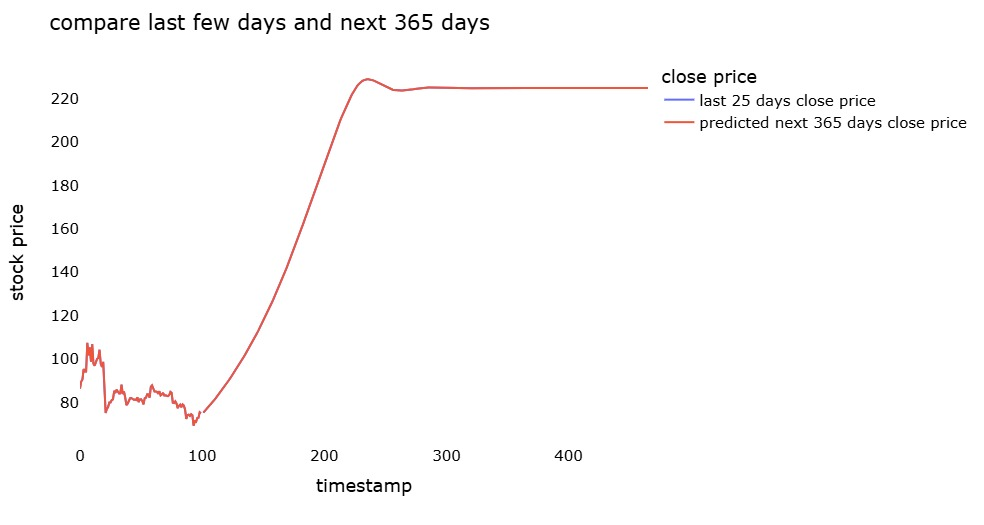 compare last few days and next 365 days
close price
last 25 days close price
predicted next 365 days close price
stock price
220
200
180
160
140
120
100
80
0 100 200 300 400
timestamp